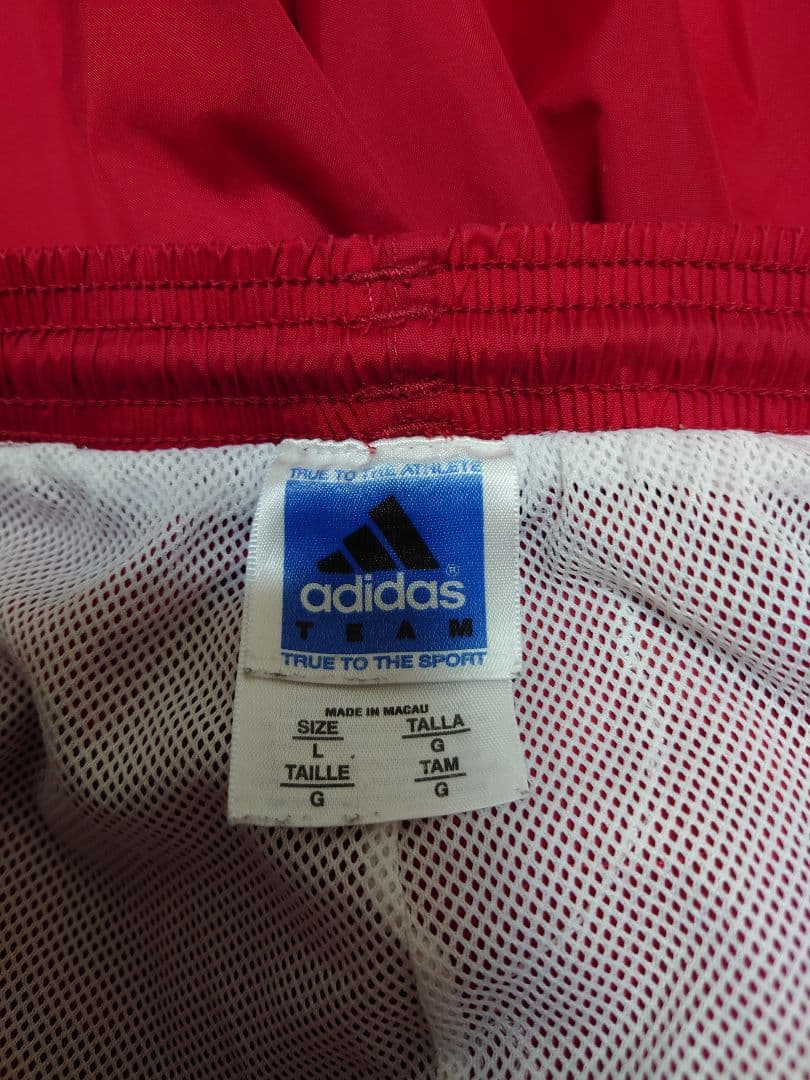 TRUE TO THE ATHLETE
adidas ®
TEAM
TRUE TO THE SPORT
MADE IN MACAU
SIZE TALLA
L G
TAILLE TAM
G G